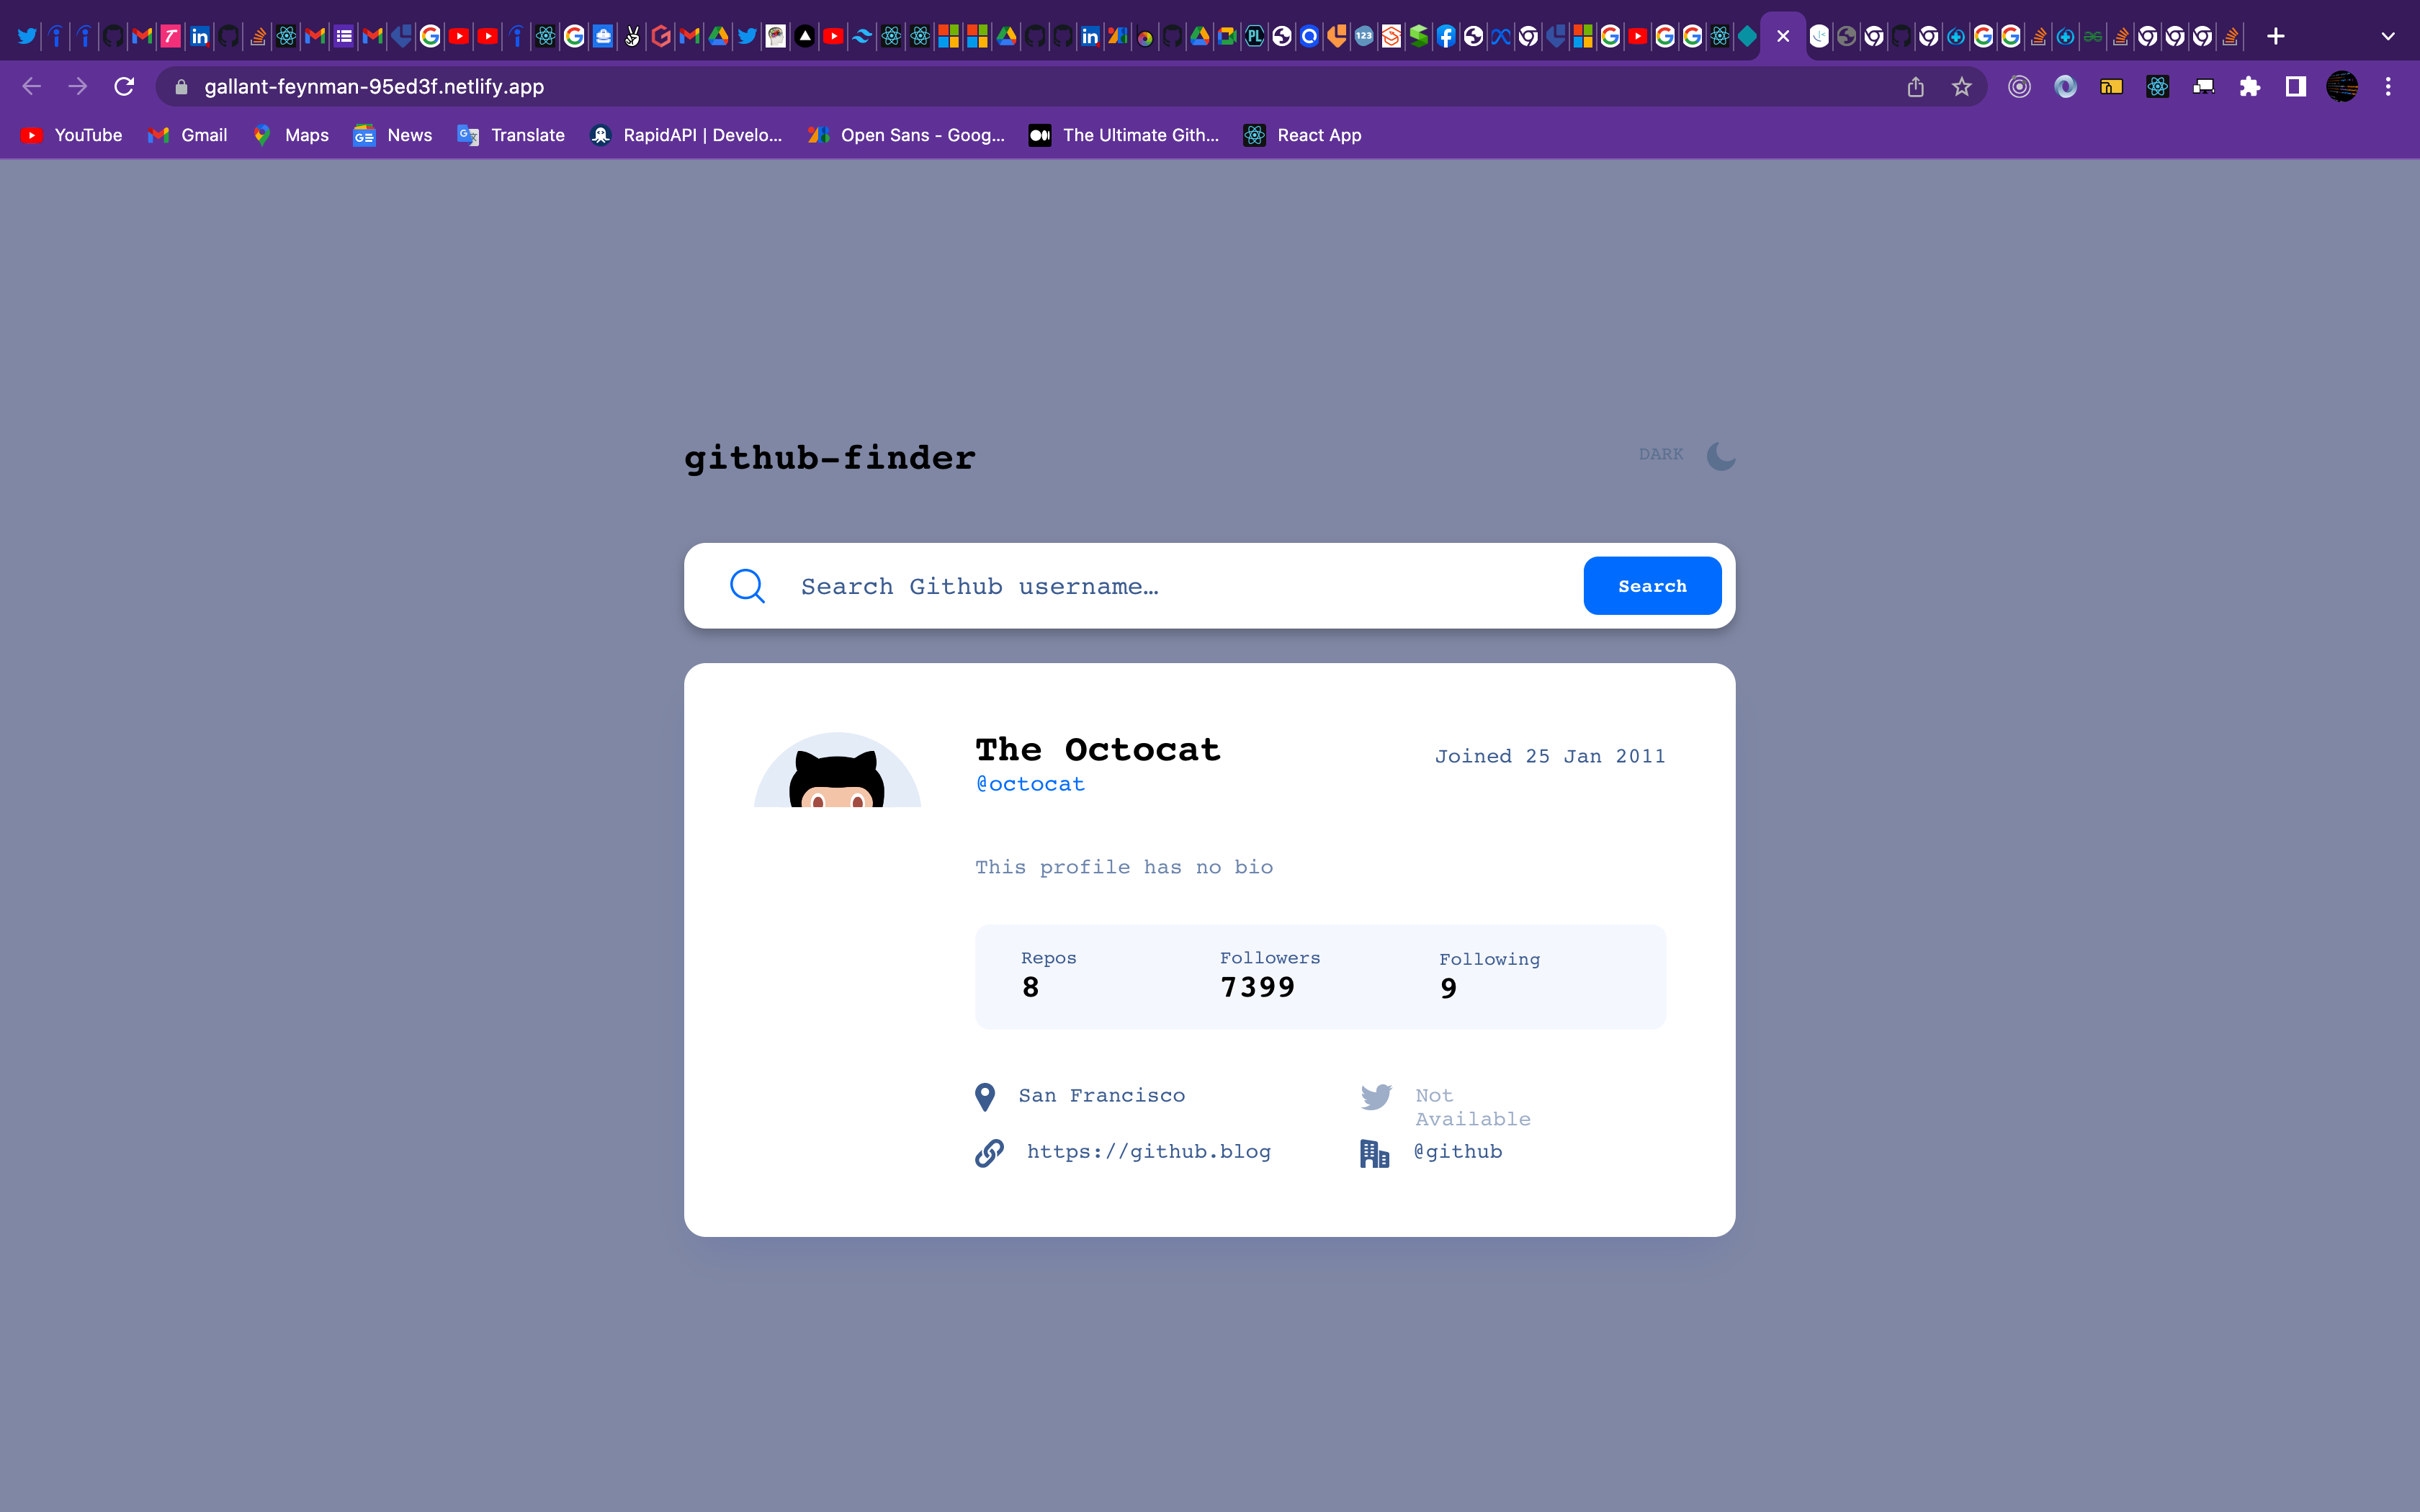 gallant-feynman-95ed3f.netlify.app
YouTube Gmail Maps News Translate RapidAPI | Develo... Open Sans - Goog... The Ultimate Gith... React App
github-finder
DARK
Search Github username…
Search
The Octocat
Joined 25 Jan 2011
@octocat
This profile has no bio
Repos Followers Following
8 7399 9
San Francisco
Not
Available
https://github.blog
@github